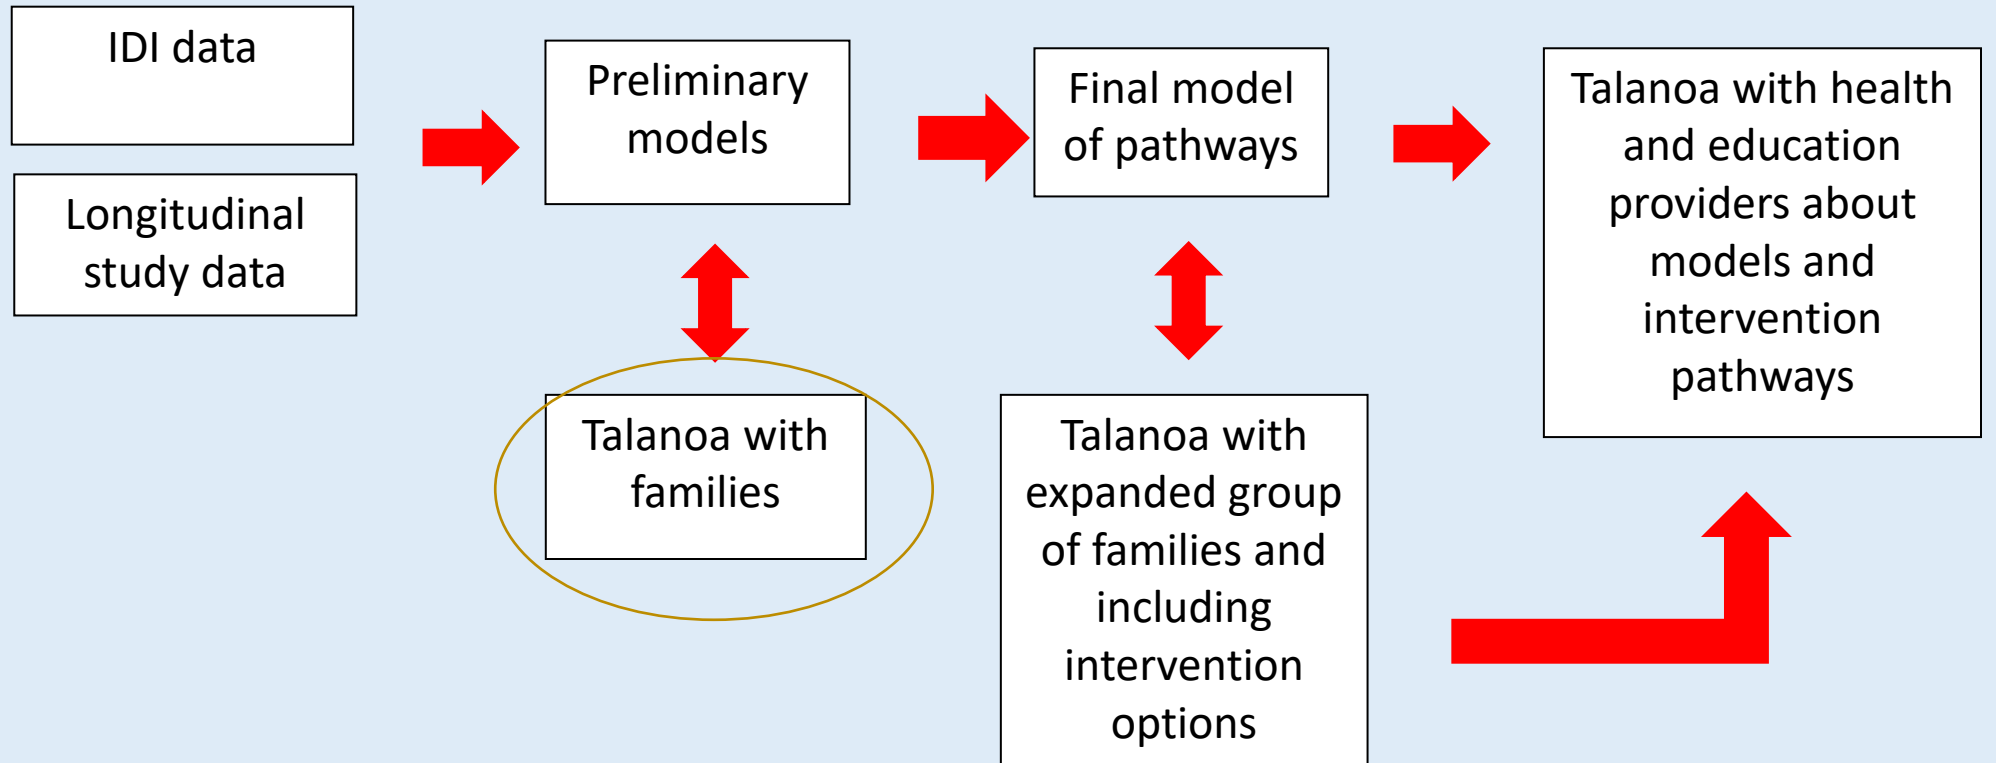 IDI data
Longitudinal
study data
Preliminary
models
Talanoa with
families
Final model
of pathways
Talanoa with
expanded group
of families and
including
intervention
options
Talanoa with health
and education
providers about
models and
intervention
pathways